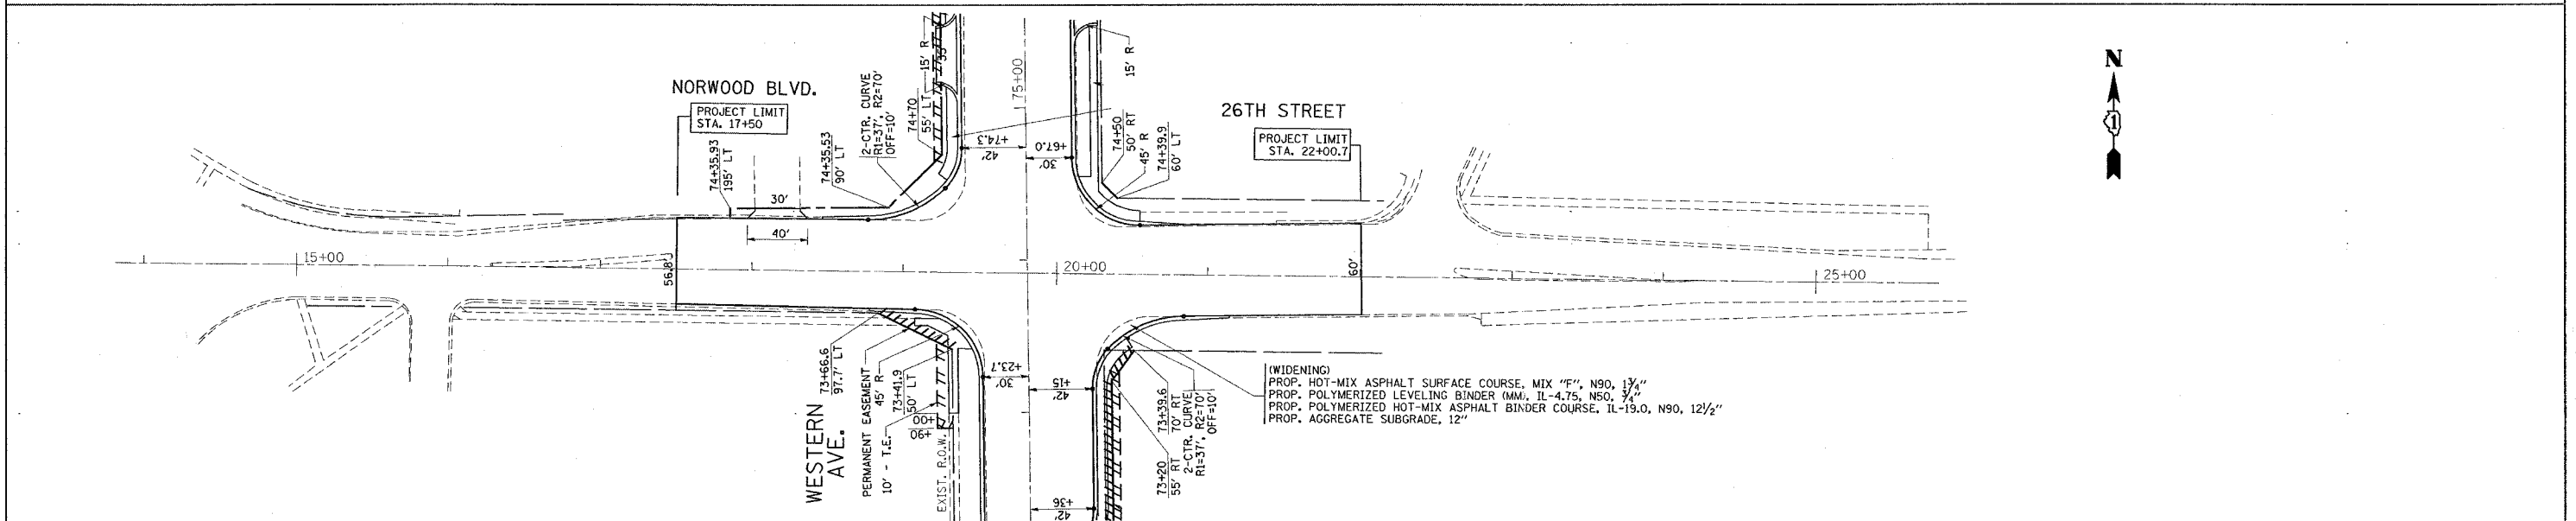 N
1
NORWOOD BLVD.
PROJECT LIMIT
STA. 17+50
74+35.93
195' LT
30'
40'
74+35.53
90' LT
2-CTR. CURVE
R1=37', R2=70'
OFF=10'
74+70
55' LT
15' R
35'
+74.3
42'
75+00
+67.0
30'
15' R
74+50
50' RT
45' R
74+39.9
60' LT
26TH STREET
PROJECT LIMIT
STA. 22+00.7
15+00
56.8'
20+00
60'
25+00
WESTERN
AVE.
73+66.6
97.7' LT
PERMANENT EASEMENT
45' R
73+41.9
50' LT
10' - T.E.
+00
+90
EXIST. R.O.W.
+23.7
30'
+15
42'
+36
42'
73+20
55' RT
73+39.6
70' RT
2-CTR. CURVE
R1=37', R2=70'
OFF=10'
(WIDENING)
PROP. HOT-MIX ASPHALT SURFACE COURSE, MIX "F", N90, 1¾"
PROP. POLYMERIZED LEVELING BINDER (MM), IL-4.75, N50, ¾"
PROP. POLYMERIZED HOT-MIX ASPHALT BINDER COURSE, IL-19.0, N90, 12½"
PROP. AGGREGATE SUBGRADE, 12"